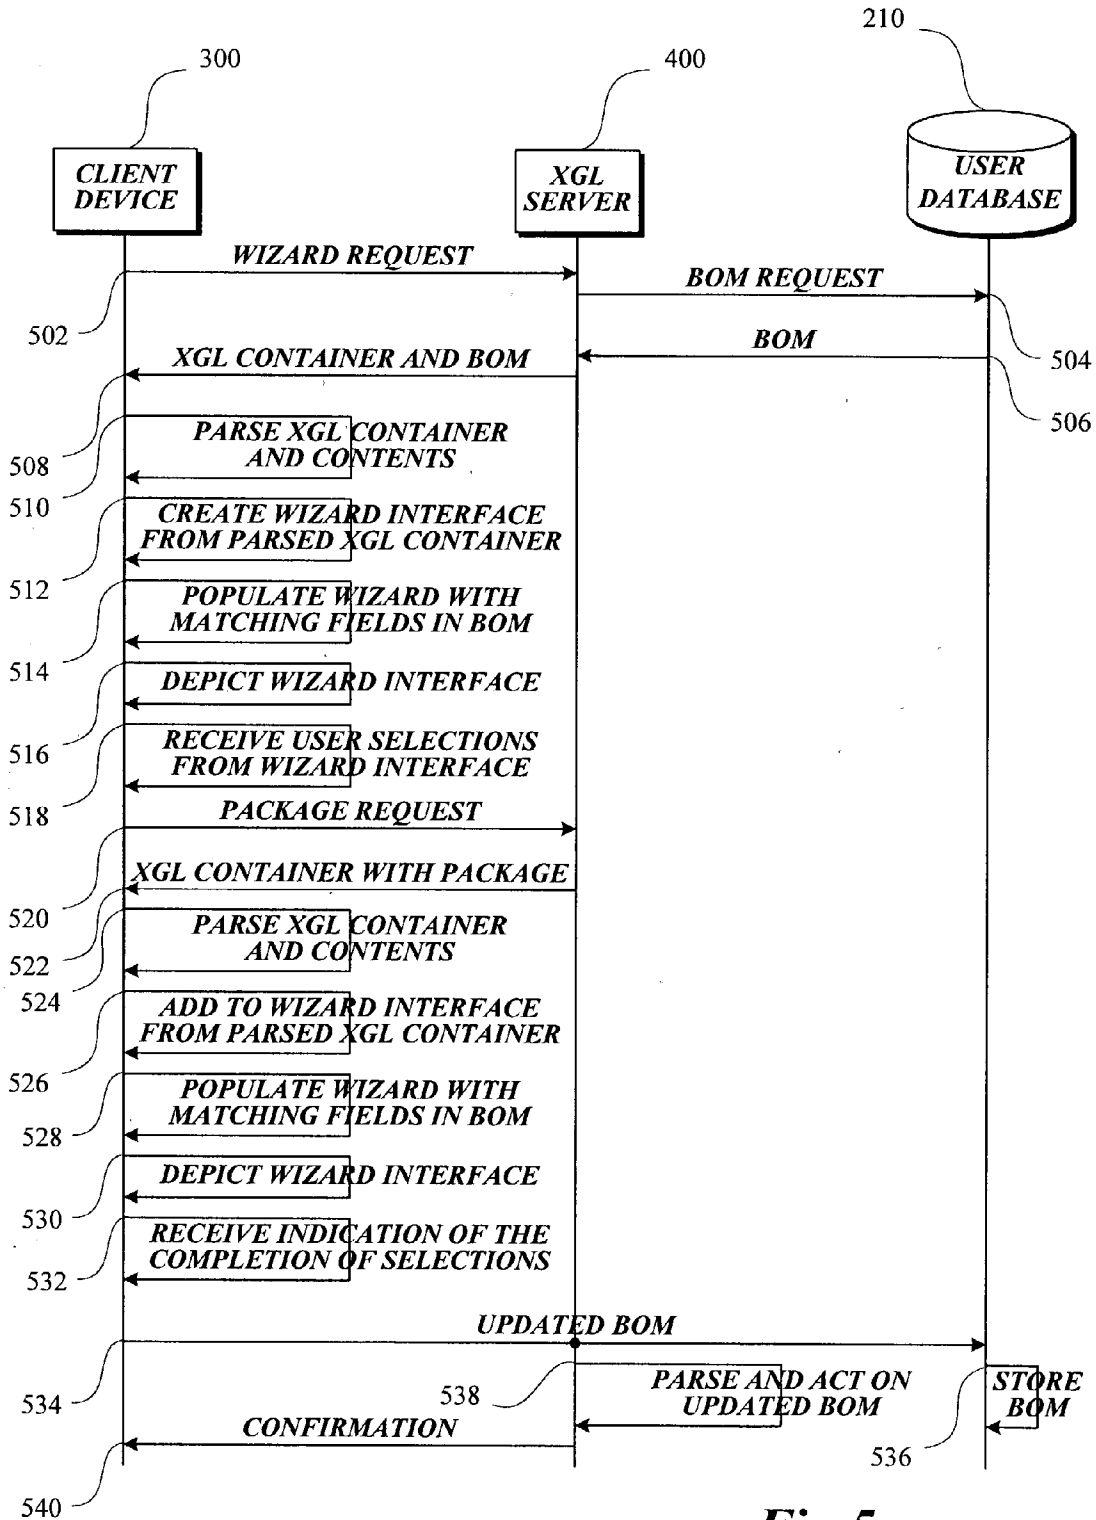 210
300
400
CLIENT
DEVICE
XGL
SERVER
USER
DATABASE
WIZARD REQUEST
502
BOM REQUEST
504
BOM
506
XGL CONTAINER AND BOM
508
PARSE XGL CONTAINER
AND CONTENTS
510
CREATE WIZARD INTERFACE
FROM PARSED XGL CONTAINER
512
POPULATE WIZARD WITH
MATCHING FIELDS IN BOM
514
DEPICT WIZARD INTERFACE
516
RECEIVE USER SELECTIONS
FROM WIZARD INTERFACE
518
PACKAGE REQUEST
520
XGL CONTAINER WITH PACKAGE
522
PARSE XGL CONTAINER
AND CONTENTS
524
ADD TO WIZARD INTERFACE
FROM PARSED XGL CONTAINER
526
POPULATE WIZARD WITH
MATCHING FIELDS IN BOM
528
DEPICT WIZARD INTERFACE
530
RECEIVE INDICATION OF THE
COMPLETION OF SELECTIONS
532
UPDATED BOM
534
538
PARSE AND ACT ON
UPDATED BOM
STORE
BOM
536
CONFIRMATION
540